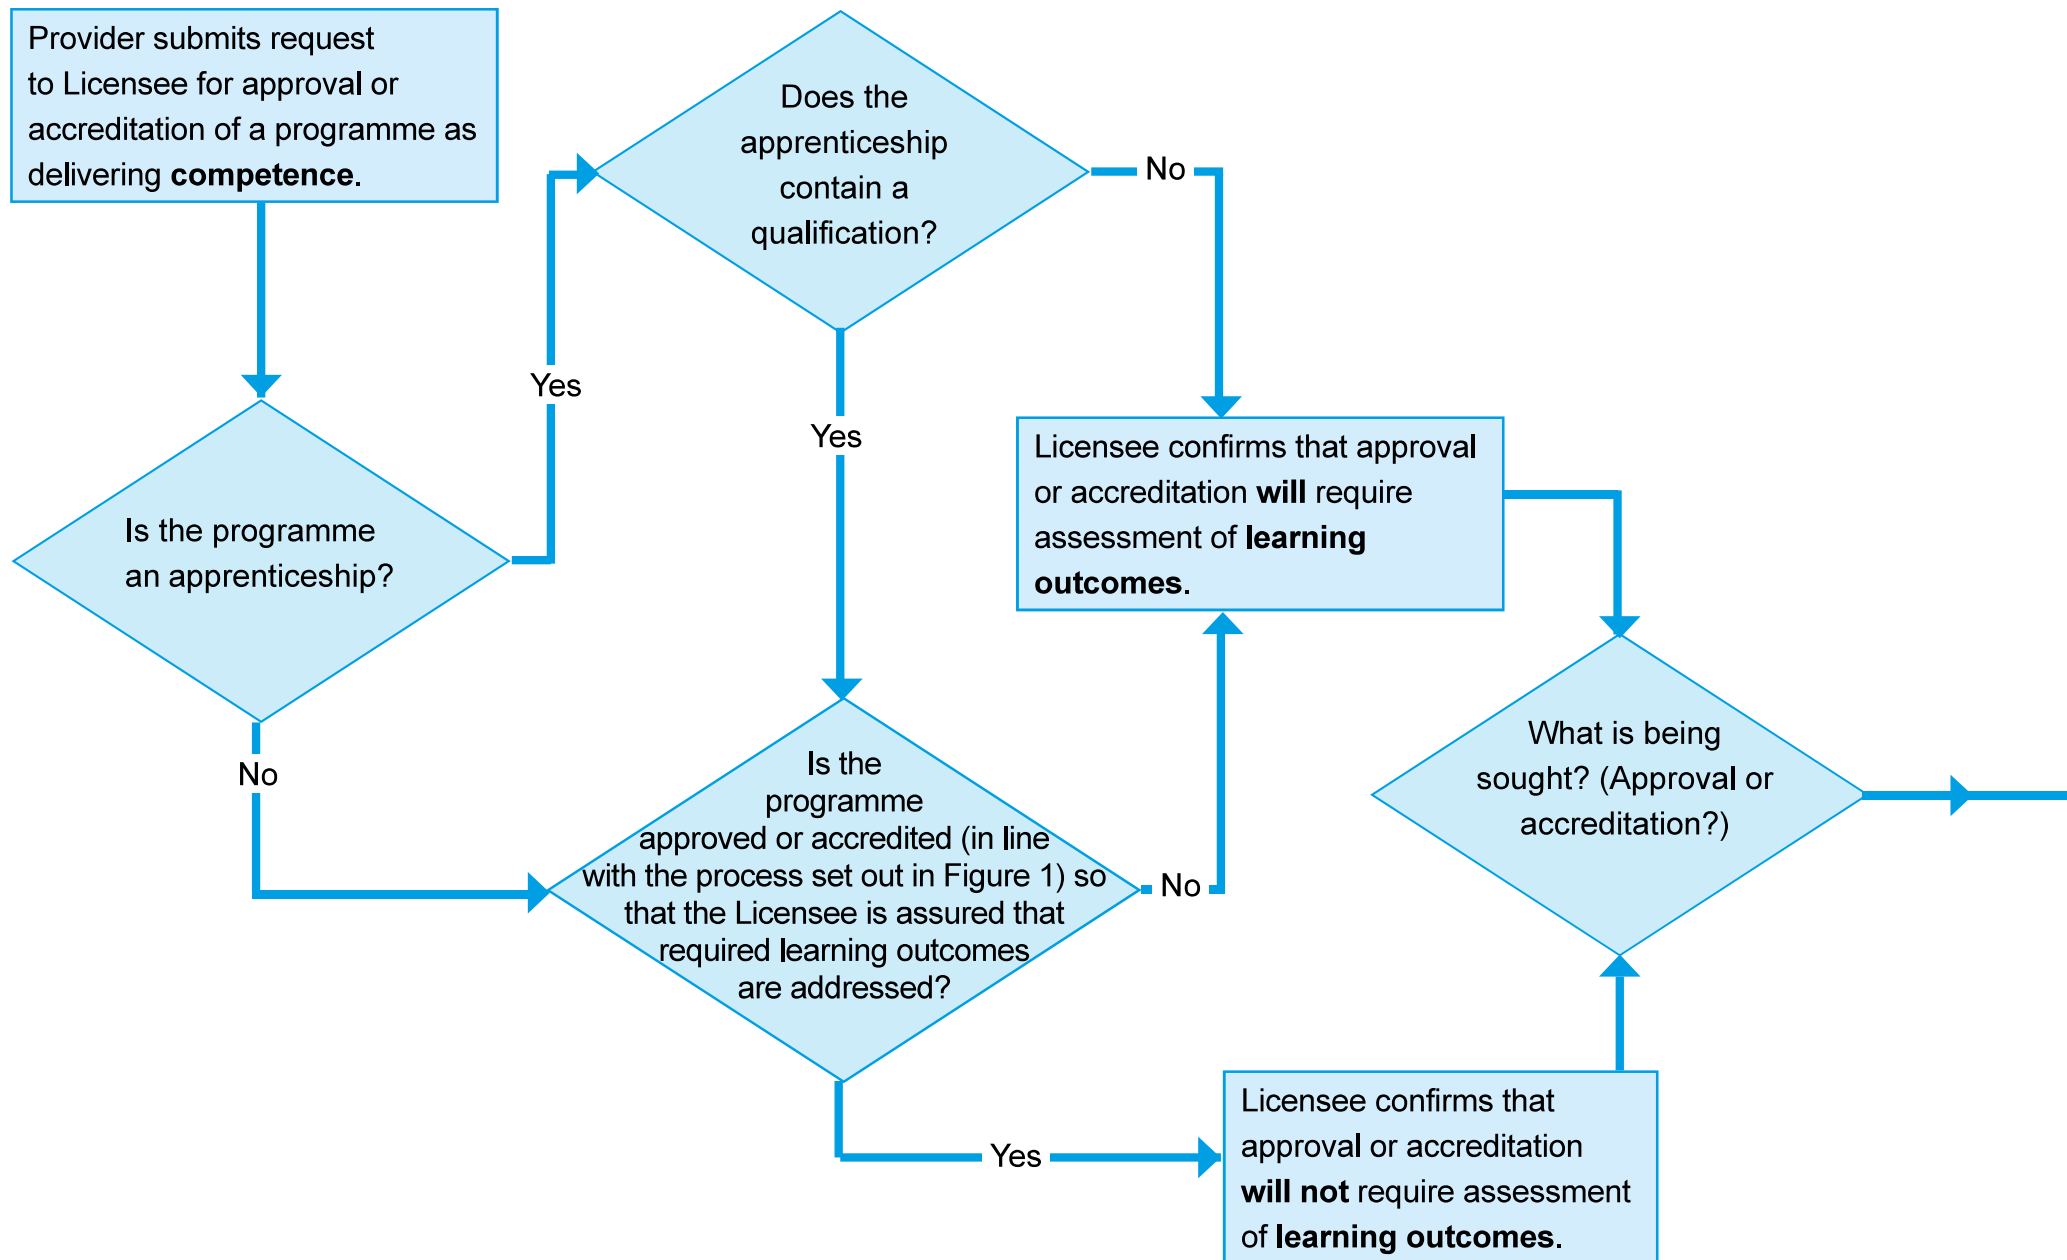 Provider submits request
to Licensee for approval or
accreditation of a programme as
delivering competence.
Does the
apprenticeship
contain a
qualification?
No
Yes
Yes
Licensee confirms that approval
or accreditation will require
assessment of learning
outcomes.
Is the programme
an apprenticeship?
No
Is the
programme
approved or accredited (in line
with the process set out in Figure 1) so
that the Licensee is assured that
required learning outcomes
are addressed?
No
What is being
sought? (Approval or
accreditation?)
Yes
Licensee confirms that
approval or accreditation
will not require assessment
of learning outcomes.